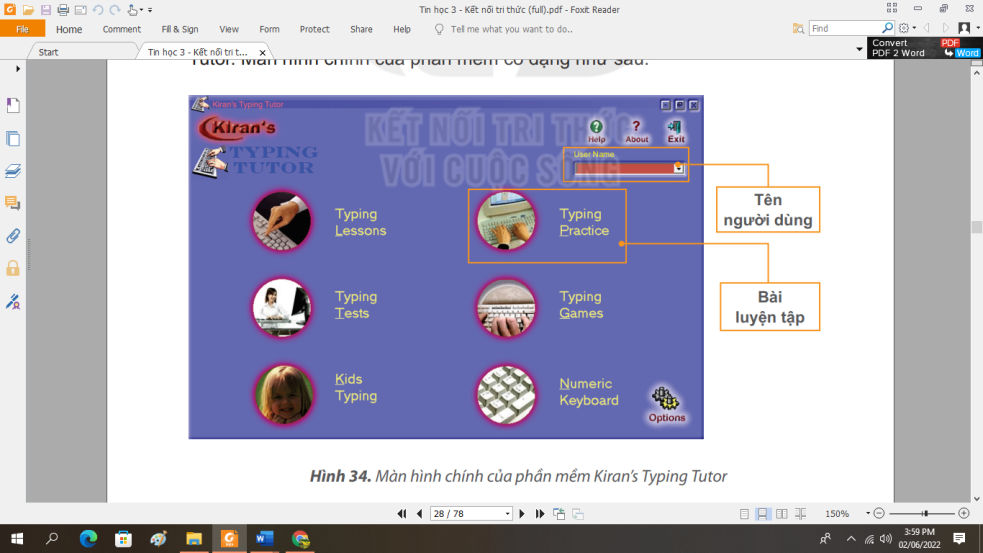 Tin học 3 - Kết nối tri thức (full).pdf - Foxit Reader
File Home Comment Fill & Sign View Form Protect Share Help Tell me what you want to do.. Find
Start Tin học 3 - Kết nối tri t... × Convert PDF
PDF 2 Word Word
Tutor. Màn hình chính của phần mềm có dạng như sau:
Kiran's Typing Tutor
KẾT NỐI TRI THỨC
VỚI CUỘC SỐNG
Kiran's
TYPING
TUTOR
Help About Exit
User Name
Tên
người dùng
Typing
Lessons
Typing
Practice
Bài
luyện tập
Typing
Tests
Typing
Games
Kids
Typing
Numeric
Keyboard
Options
Hình 34. Màn hình chính của phần mềm Kiran's Typing Tutor
28 / 78
150%
3:59 PM
02/06/2022